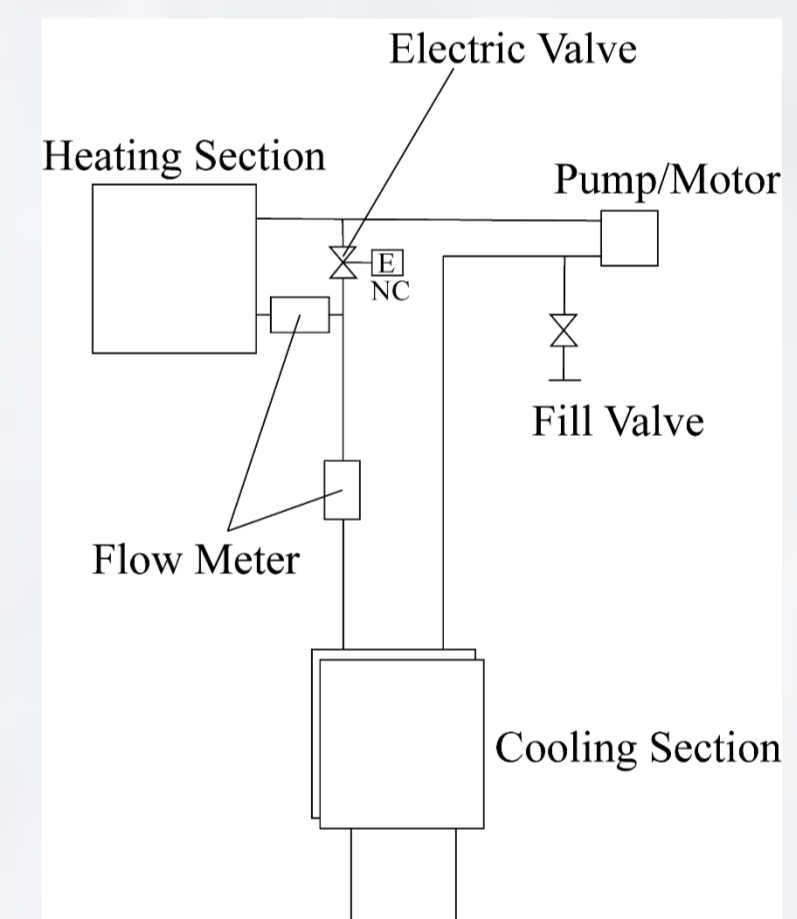 Electric Valve
Heating Section
Pump/Motor
E
NC
Fill Valve
Flow Meter
Cooling Section